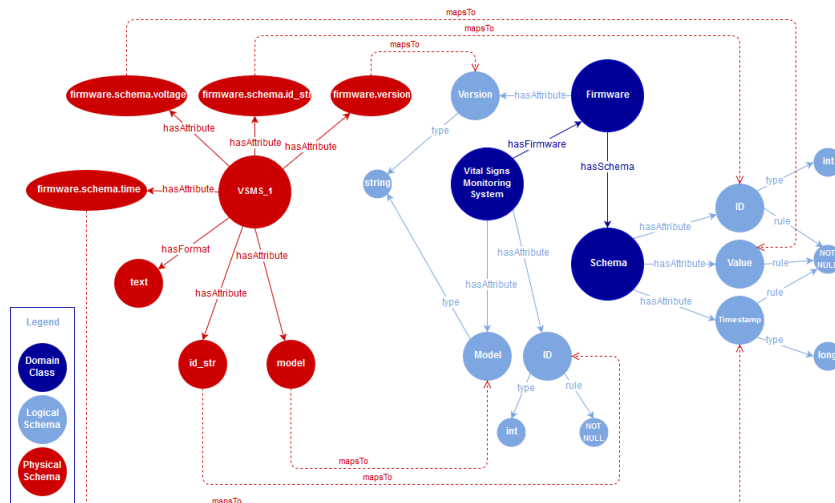 mapsTo
mapsTo
mapsTo
firmware.schema.voltage
firmware.schema.id_str
firmware.version
Version
hasAttribute
Firmware
hasAttribute
hasAttribute
hasAttribute
type
hasFirmware
int
hasSchema
type
firmware.schema.time
hasAttribute
VSMS_1
string
Vital Signs
Monitoring
System
ID
hasAttribute
rule
hasFormat
hasAttribute
hasAttribute
Schema
hasAttribute
Value
rule
NOT
NULL
text
hasAttribute
hasAttribute
hasAttribute
rule
type
Timestamp
type
Legend
Domain
Class
id_str
model
Model
ID
long
type
rule
Logical
Schema
int
NOT
NULL
mapsTo
mapsTo
Physical
Schema
mapsTo